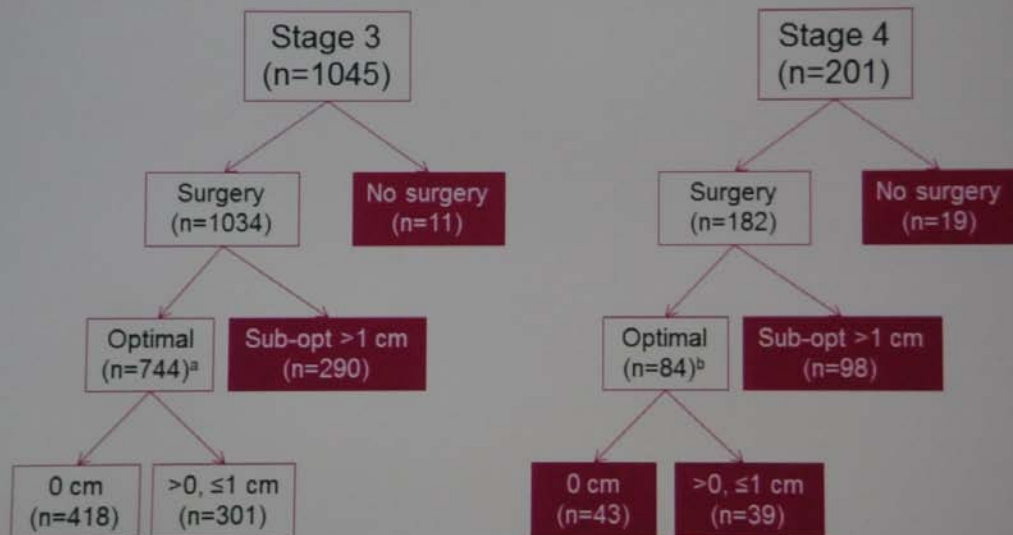 Stage 3
(n=1045)
Stage 4
(n=201)
Surgery
(n=1034)
No surgery
(n=11)
Surgery
(n=182)
No surgery
(n=19)
Optimal
(n=744)ᵃ
Sub-opt >1 cm
(n=290)
Optimal
(n=84)ᵇ
Sub-opt >1 cm
(n=98)
0 cm
(n=418)
>0, ≤1 cm
(n=301)
0 cm
(n=43)
>0, ≤1 cm
(n=39)